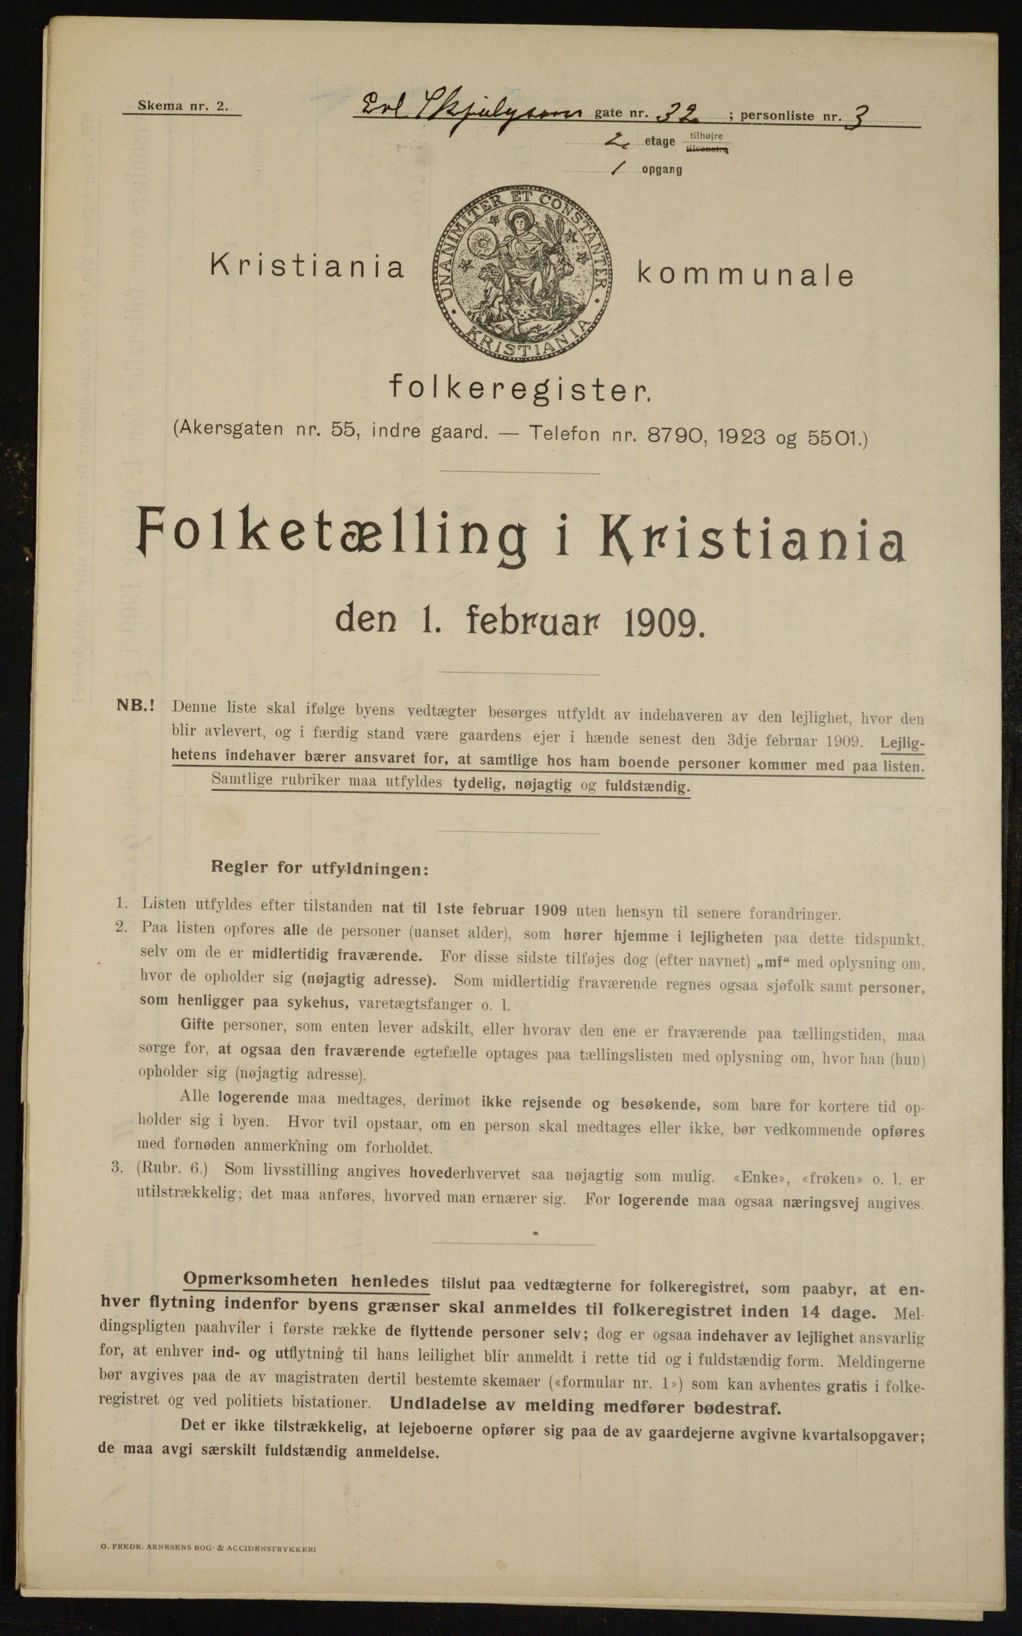 Skema nr. 2.
Erl. Skjalgsøns gate nr. 32 ; personliste nr. 3
2. etage tilhøjre
tilvenstre
1 opgang
UNANIMITER ET CONSTANTER · KRISTIANIA ·
Kristiania kommunale
folkeregister.
(Akersgaten nr. 55, indre gaard. — Telefon nr. 8790, 1923 og 5501.)
Folketælling i Kristiania
den 1. februar 1909.
NB.! Denne liste skal ifølge byens vedtægter besørges utfyldt av indehaveren av den lejlighet, hvor den
blir avlevert, og i færdig stand være gaardens ejer i hænde senest den 3dje februar 1909. Lejlig-
hetens indehaver bærer ansvaret for, at samtlige hos ham boende personer kommer med paa listen.
Samtlige rubriker maa utfyldes tydelig, nøjagtig og fuldstændig.
Regler for utfyldningen:
1. Listen utfyldes efter tilstanden nat til 1ste februar 1909 uten hensyn til senere forandringer.
2. Paa listen opføres alle de personer (uanset alder), som hører hjemme i lejligheten paa dette tidspunkt,
selv om de er midlertidig fraværende. For disse sidste tilføjes dog (efter navnet) „mf“ med oplysning om,
hvor de opholder sig (nøjagtig adresse). Som midlertidig fraværende regnes ogsaa sjøfolk samt personer,
som henligger paa sykehus, varetægtsfanger o. l.
Gifte personer, som enten lever adskilt, eller hvorav den ene er fraværende paa tællingstiden, maa
sørge for, at ogsaa den fraværende egtefælle optages paa tællingslisten med oplysning om, hvor han (hun)
opholder sig (nøjagtig adresse).
Alle logerende maa medtages, derimot ikke rejsende og besøkende, som bare for kortere tid op-
holder sig i byen. Hvor tvil opstaar, om en person skal medtages eller ikke, bør vedkommende opføres
med fornøden anmerkning om forholdet.
3. (Rubr. 6.) Som livsstilling angives hovederhvervet saa nøjagtig som mulig. «Enke», «frøken» o. l. er
utilstrækkelig; det maa anføres, hvorved man ernærer sig. For logerende maa ogsaa næringsvej angives.
Opmerksomheten henledes tilslut paa vedtægterne for folkeregistret, som paabyr, at en-
hver flytning indenfor byens grænser skal anmeldes til folkeregistret inden 14 dage. Mel-
dingspligten paahviler i første række de flyttende personer selv; dog er ogsaa indehaver av lejlighet ansvarlig
for, at enhver ind- og utflytning til hans leilighet blir anmeldt i rette tid og i fuldstændig form. Meldingerne
bør avgives paa de av magistraten dertil bestemte skemaer («formular nr. 1») som kan avhentes gratis i folke-
registret og ved politiets bistationer. Undladelse av melding medfører bødestraf.
Det er ikke tilstrækkelig, at lejeboerne opfører sig paa de av gaardejerne avgivne kvartalsopgaver;
de maa avgi særskilt fuldstændig anmeldelse.
O. FREDR. ARNESENS BOG- & ACCIDENSTRYKKERI